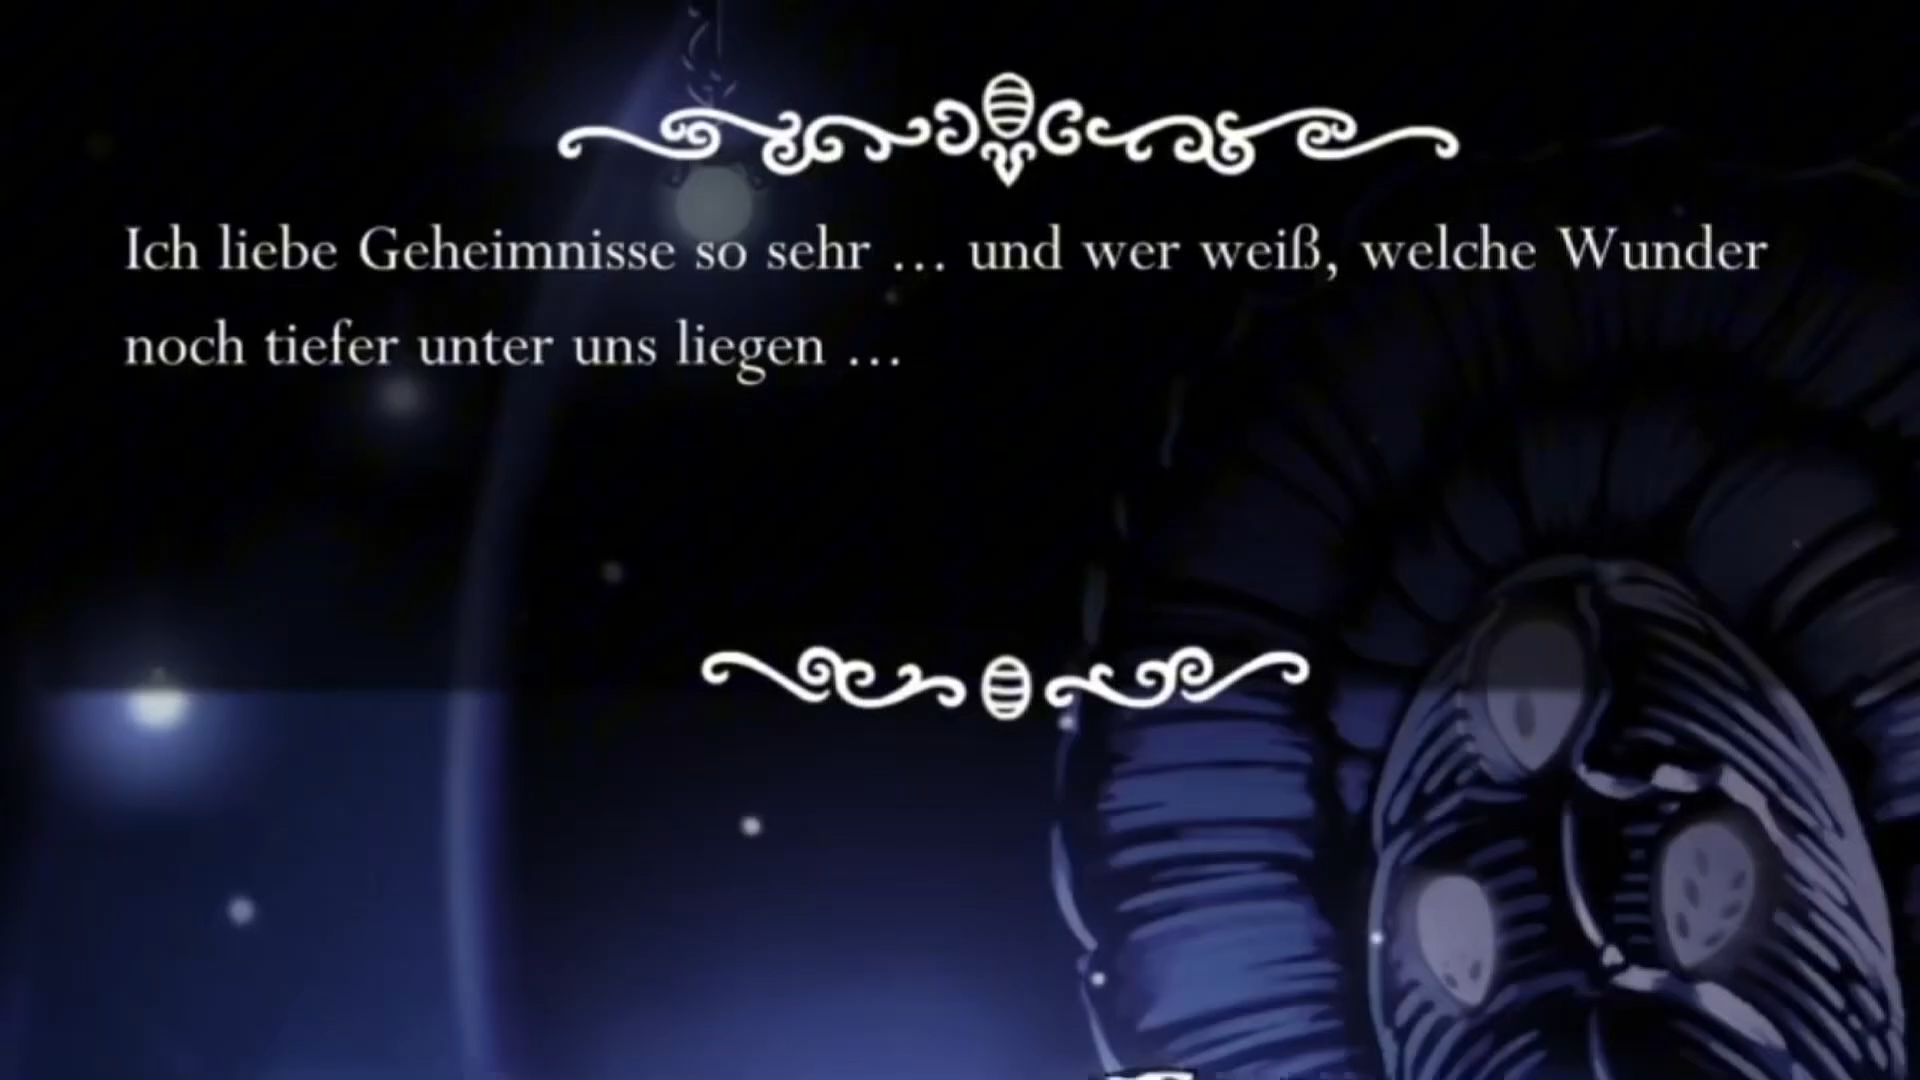 Ich liebe Geheimnisse so sehr … und wer weiß, welche Wunder
noch tiefer unter uns liegen …